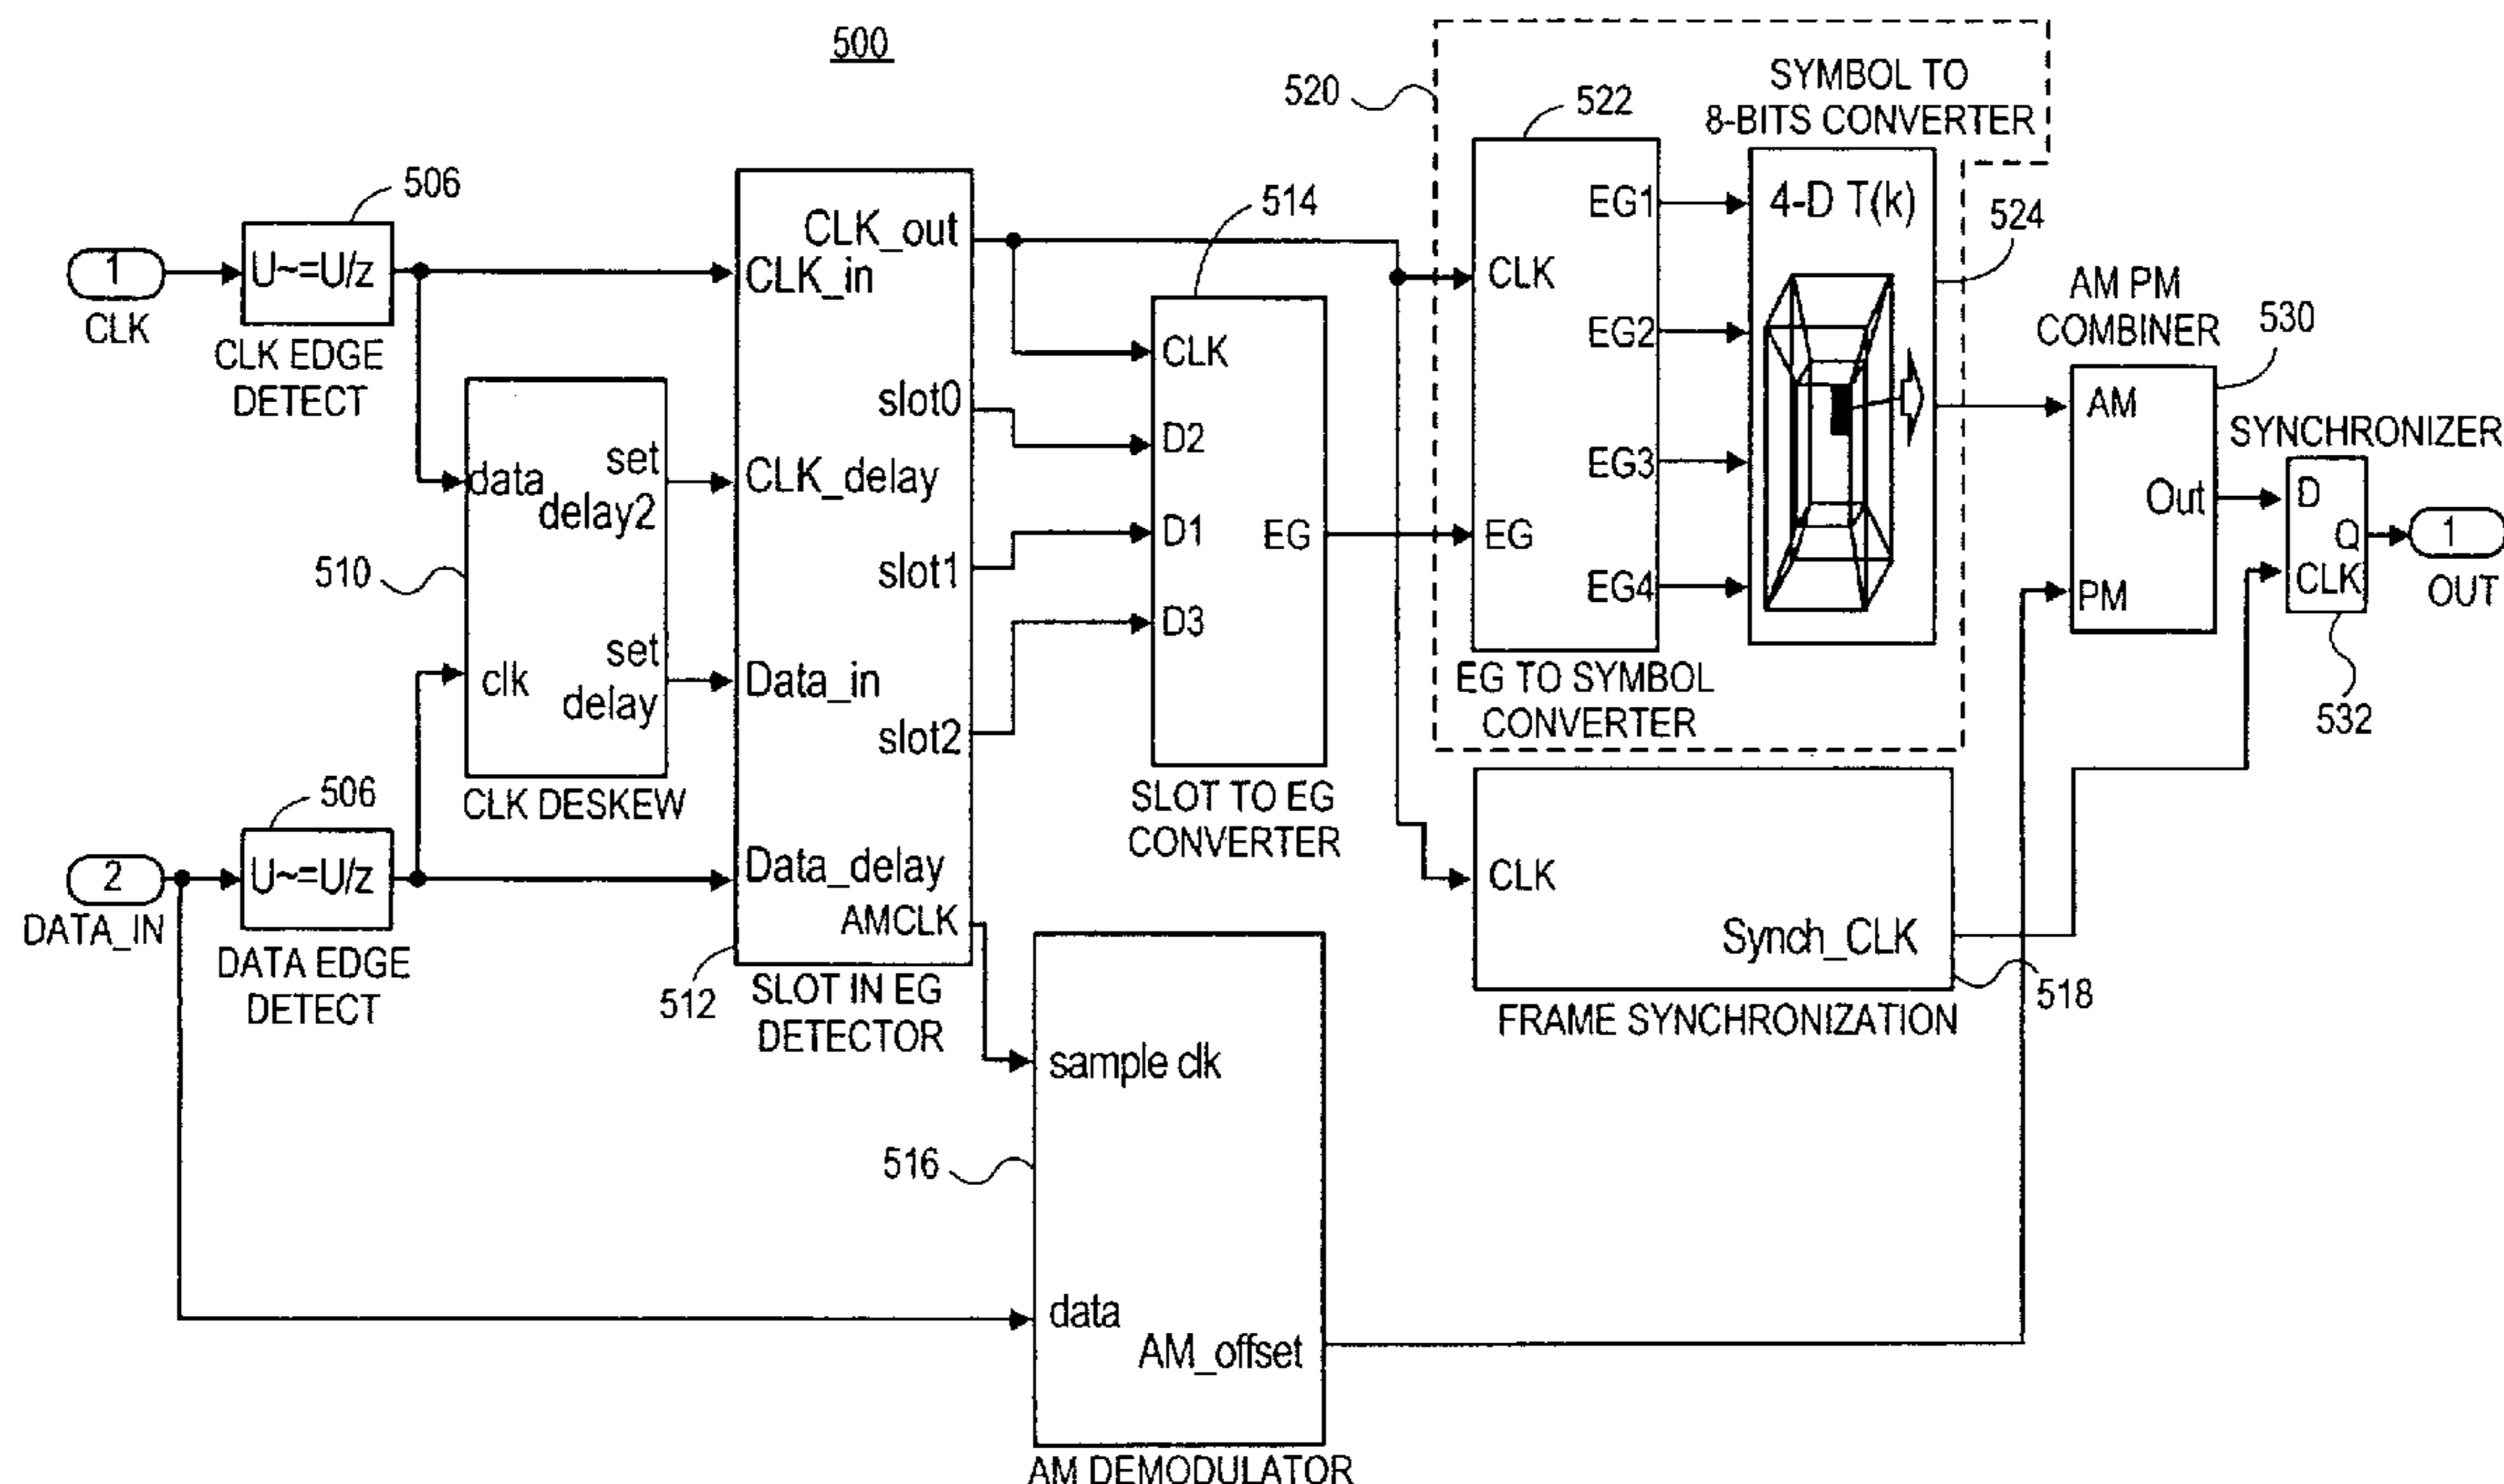 500
1
CLK
506
U~=U/z
CLK EDGE
DETECT
2
DATA_IN
506
U~=U/z
DATA EDGE
DETECT
510
data
set
delay2
clk
set
delay
CLK DESKEW
512
CLK_out
CLK_in
slot0
CLK_delay
slot1
Data_in
slot2
Data_delay
AMCLK
SLOT IN EG
DETECTOR
514
CLK
D2
D1
EG
D3
SLOT TO EG
CONVERTER
516
sample clk
data
AM_offset
AM DEMODULATOR
520
522
CLK
EG
EG1
EG2
EG3
EG4
EG TO SYMBOL
CONVERTER
SYMBOL TO
8-BITS CONVERTER
4-D T(k)
524
CLK
Synch_CLK
518
FRAME SYNCHRONIZATION
AM PM
COMBINER
530
AM
Out
PM
SYNCHRONIZER
D
Q
CLK
532
1
OUT